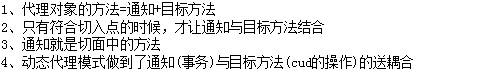 1、代理对象的方法=通知+目标方法
2、只有符合切入点的时候，才让通知与目标方法结合
3、通知就是切面中的方法
4、动态代理模式做到了通知(事务)与目标方法(cud的操作)的送耦合